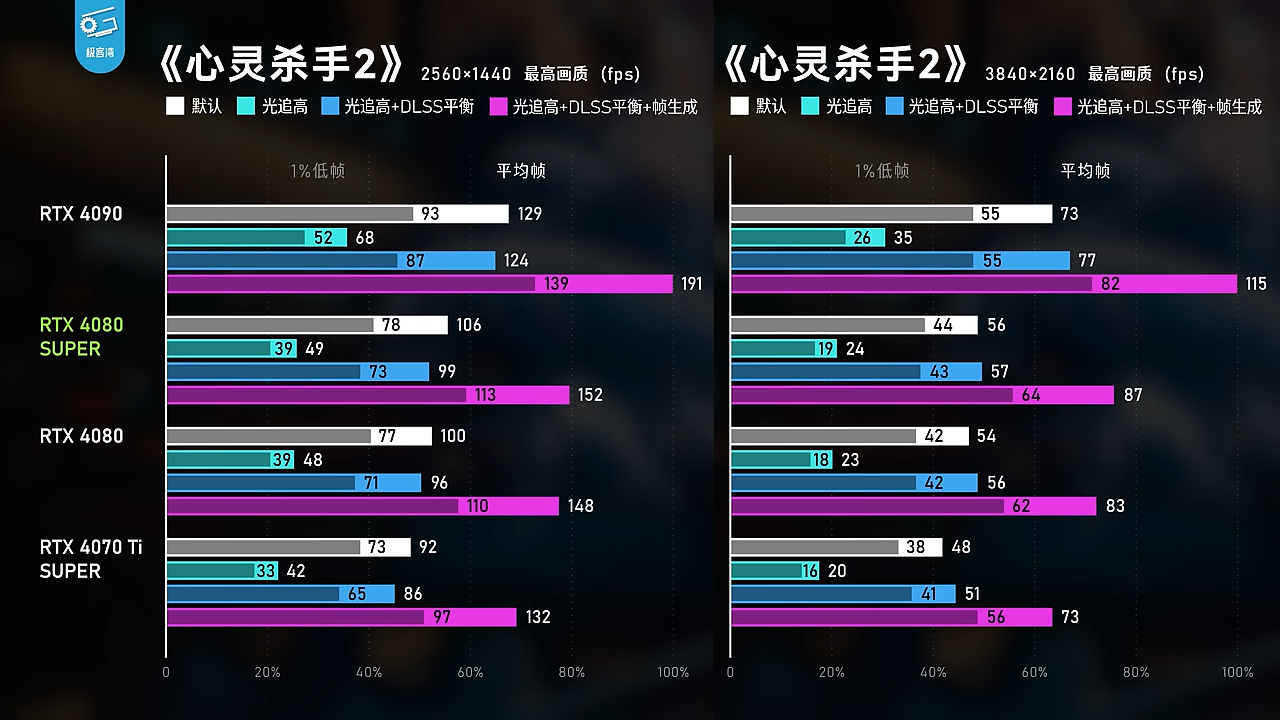 极客湾
《心灵杀手2》 2560×1440 最高画质 (fps)
默认 光追高 光追高+DLSS平衡 光追高+DLSS平衡+帧生成
1%低帧 平均帧
RTX 4090
93 129
52 68
87 124
139 191
RTX 4080
SUPER
78 106
39 49
73 99
113 152
RTX 4080
77 100
39 48
71 96
110 148
RTX 4070 Ti
SUPER
73 92
33 42
65 86
97 132
0 20% 40% 60% 80% 100%
《心灵杀手2》 3840×2160 最高画质 (fps)
默认 光追高 光追高+DLSS平衡 光追高+DLSS平衡+帧生成
1%低帧 平均帧
55 73
26 35
55 77
82 115
44 56
19 24
43 57
64 87
42 54
18 23
42 56
62 83
38 48
16 20
41 51
56 73
0 20% 40% 60% 80% 100%